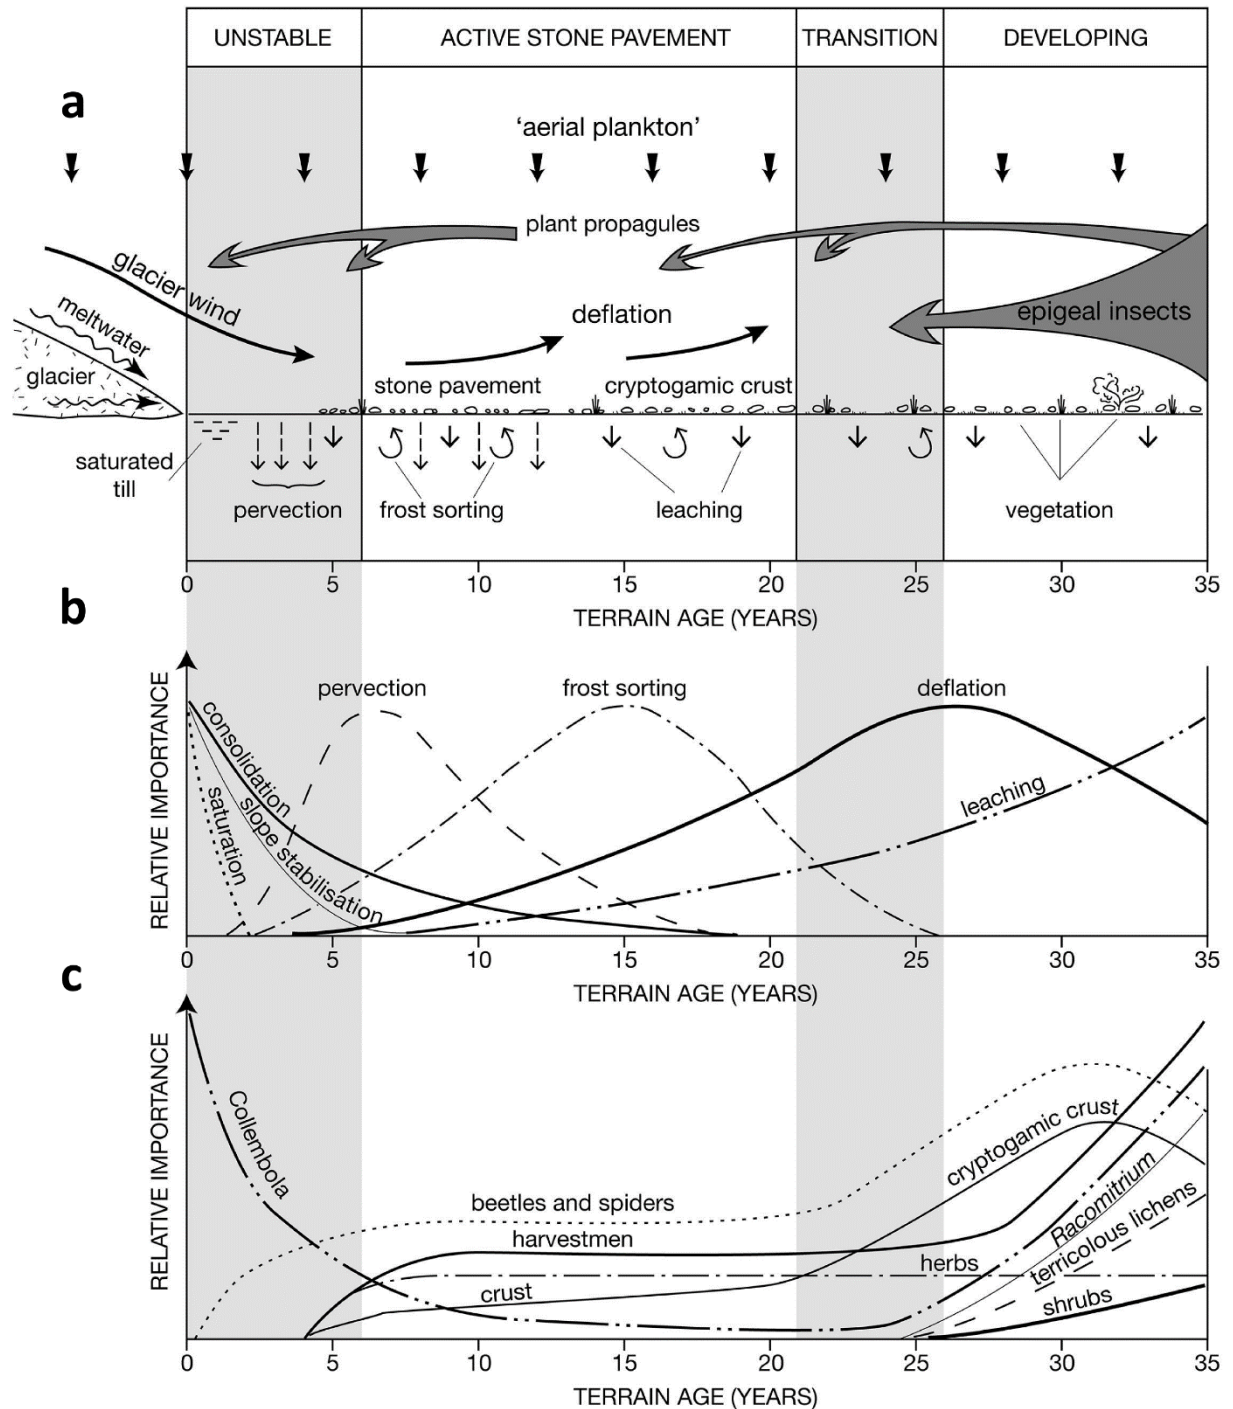 UNSTABLE
ACTIVE STONE PAVEMENT
TRANSITION
DEVELOPING
a
'aerial plankton'
plant propagules
glacier wind
deflation
epigeal insects
meltwater
glacier
stone pavement
cryptogamic crust
saturated
till
pervection
frost sorting
leaching
vegetation
0 5 10 15 20 25 30 35
TERRAIN AGE (YEARS)
b
RELATIVE IMPORTANCE
pervection
frost sorting
deflation
consolidation
slope stabilisation
saturation
leaching
0 5 10 15 20 25 30 35
TERRAIN AGE (YEARS)
c
RELATIVE IMPORTANCE
Collembola
beetles and spiders
harvestmen
crust
herbs
cryptogamic crust
Racomitrium
terricolous lichens
shrubs
0 5 10 15 20 25 30 35
TERRAIN AGE (YEARS)